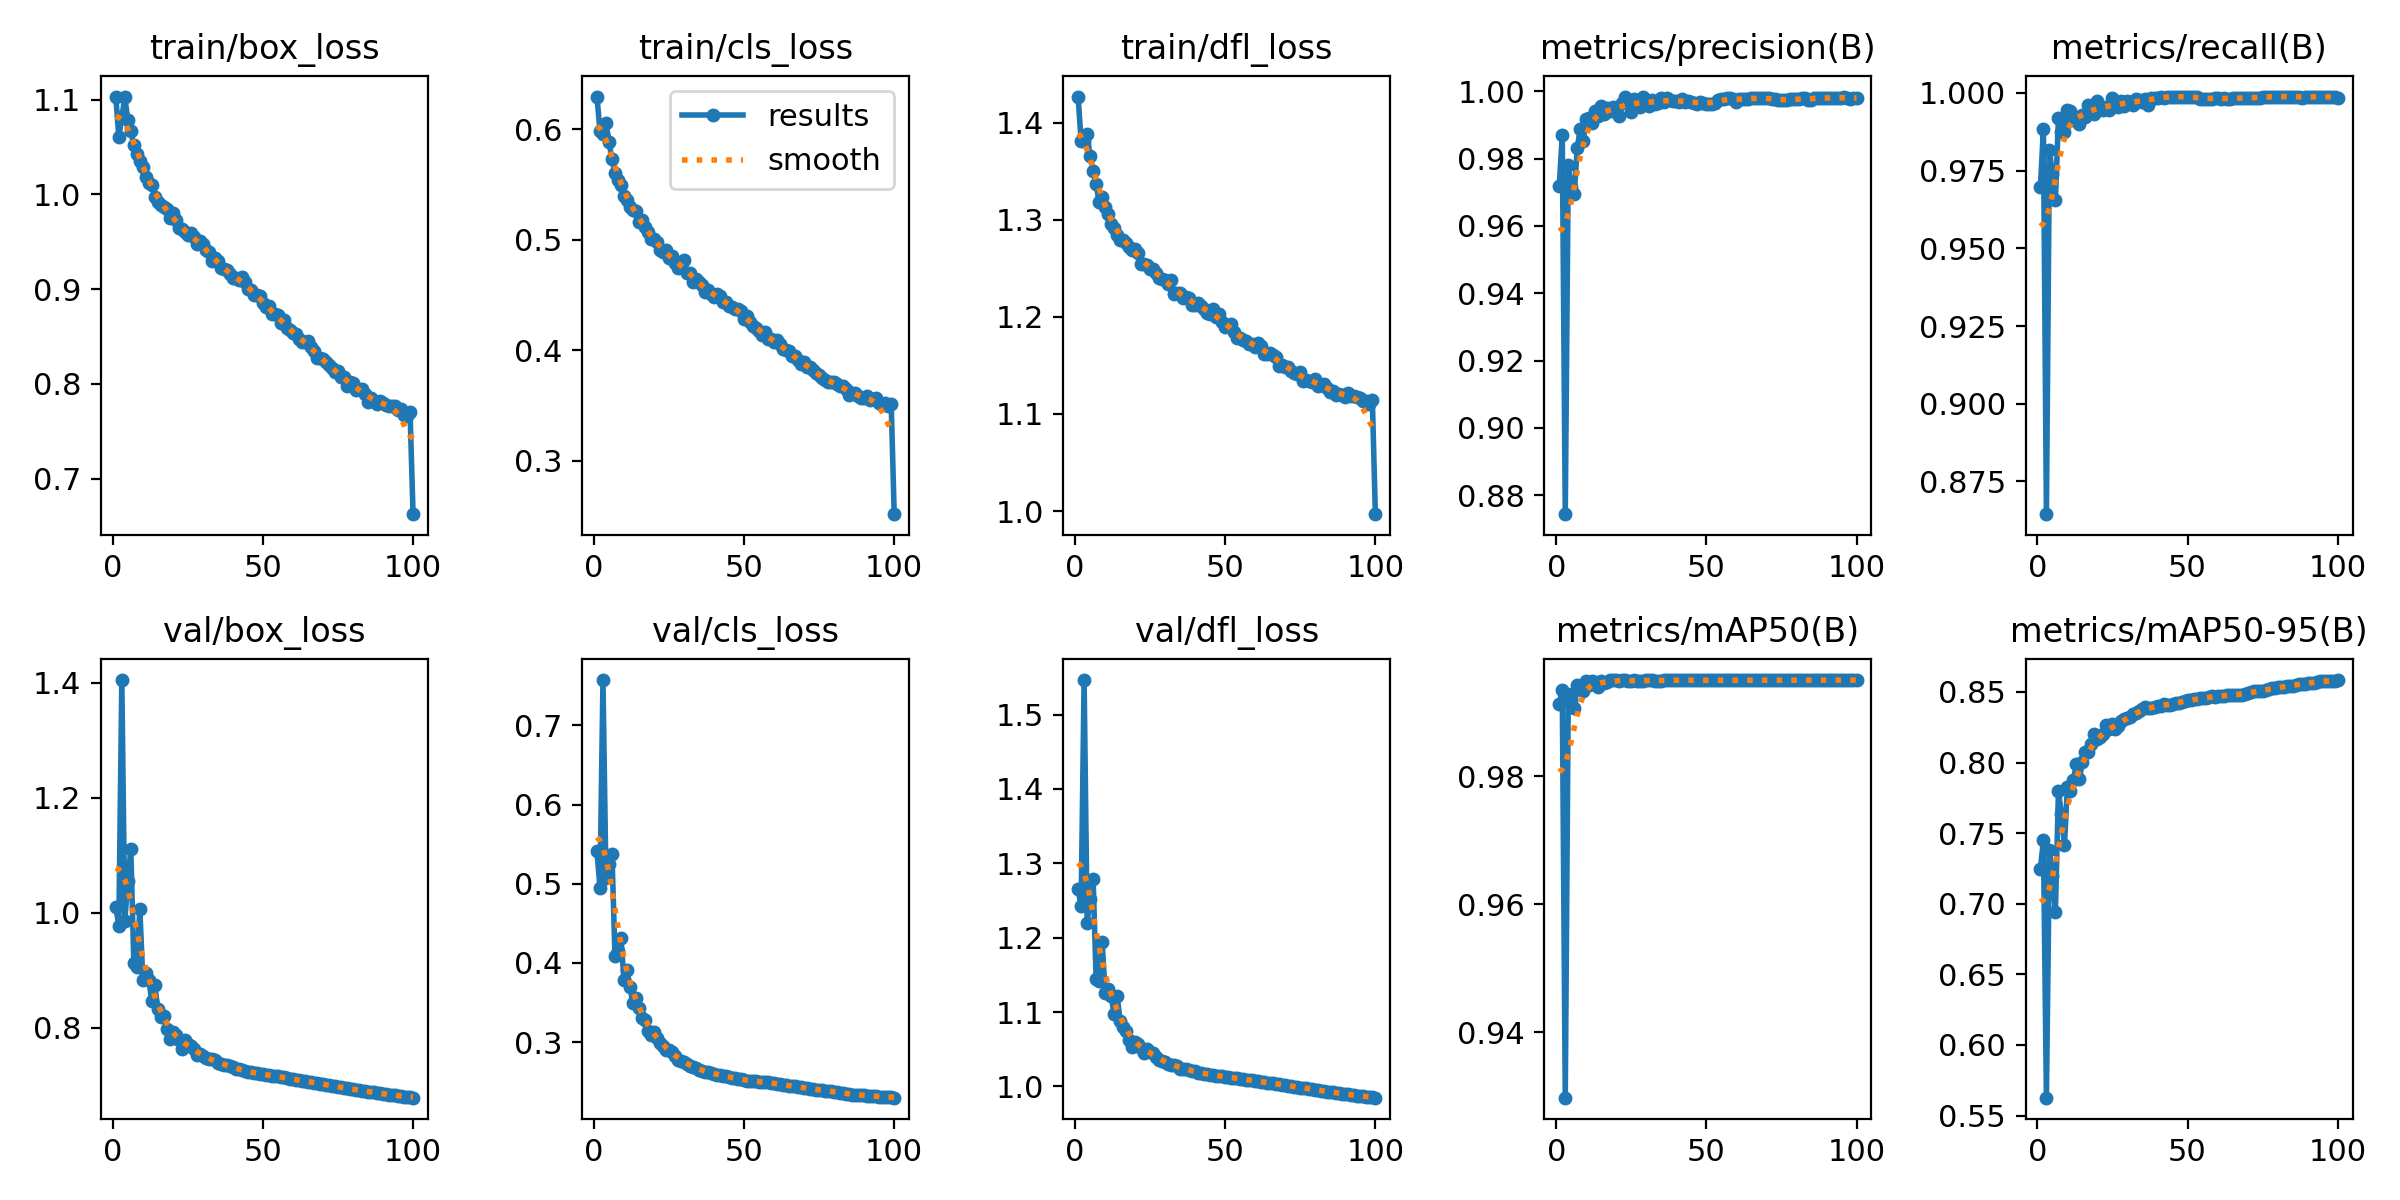 train/box_loss
train/cls_loss
train/dfl_loss
metrics/precision(B)
metrics/recall(B)
1.1
1.0
0.9
0.8
0.7
0 50 100
results
smooth
0.6
0.5
0.4
0.3
0 50 100
1.4
1.3
1.2
1.1
1.0
0 50 100
1.00
0.98
0.96
0.94
0.92
0.90
0.88
0 50 100
1.000
0.975
0.950
0.925
0.900
0.875
0 50 100
val/box_loss
val/cls_loss
val/dfl_loss
metrics/mAP50(B)
metrics/mAP50-95(B)
1.4
1.2
1.0
0.8
0 50 100
0.7
0.6
0.5
0.4
0.3
0 50 100
1.5
1.4
1.3
1.2
1.1
1.0
0 50 100
0.98
0.96
0.94
0 50 100
0.85
0.80
0.75
0.70
0.65
0.60
0.55
0 50 100